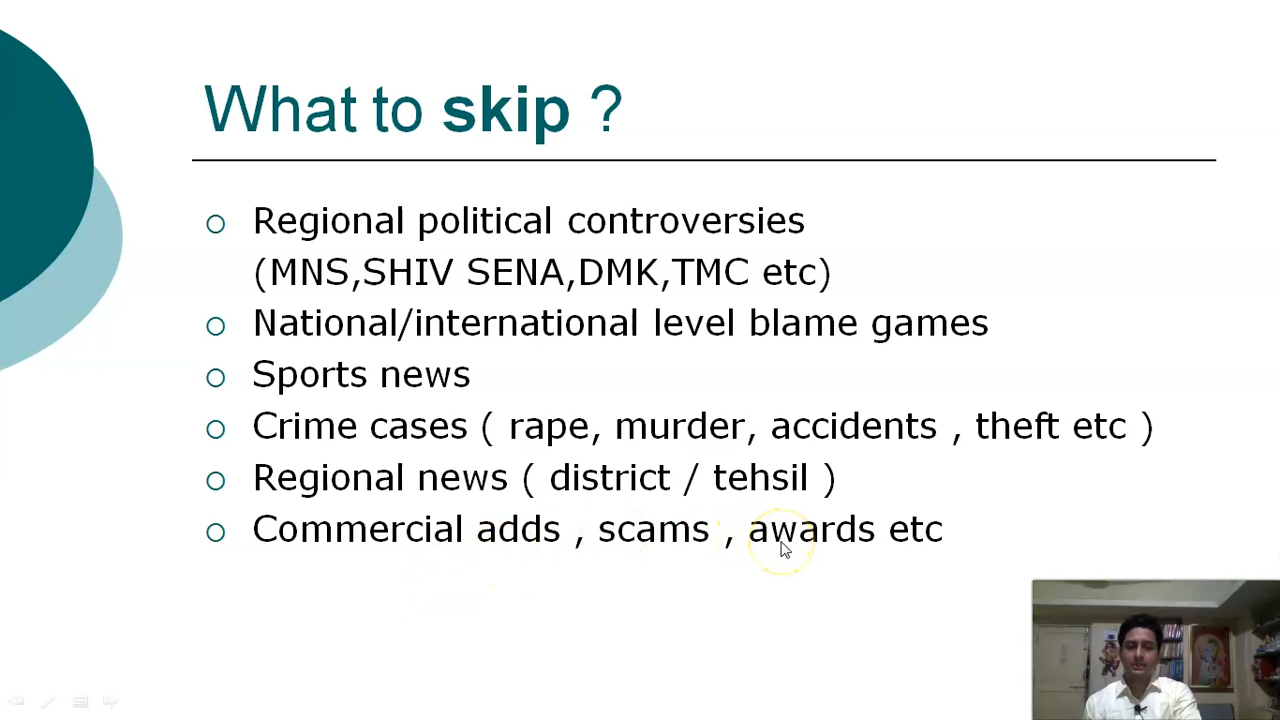 What to skip ?
Regional political controversies
(MNS,SHIV SENA,DMK,TMC etc)
National/international level blame games
Sports news
Crime cases ( rape, murder, accidents , theft etc )
Regional news ( district / tehsil )
Commercial adds , scams , awards etc